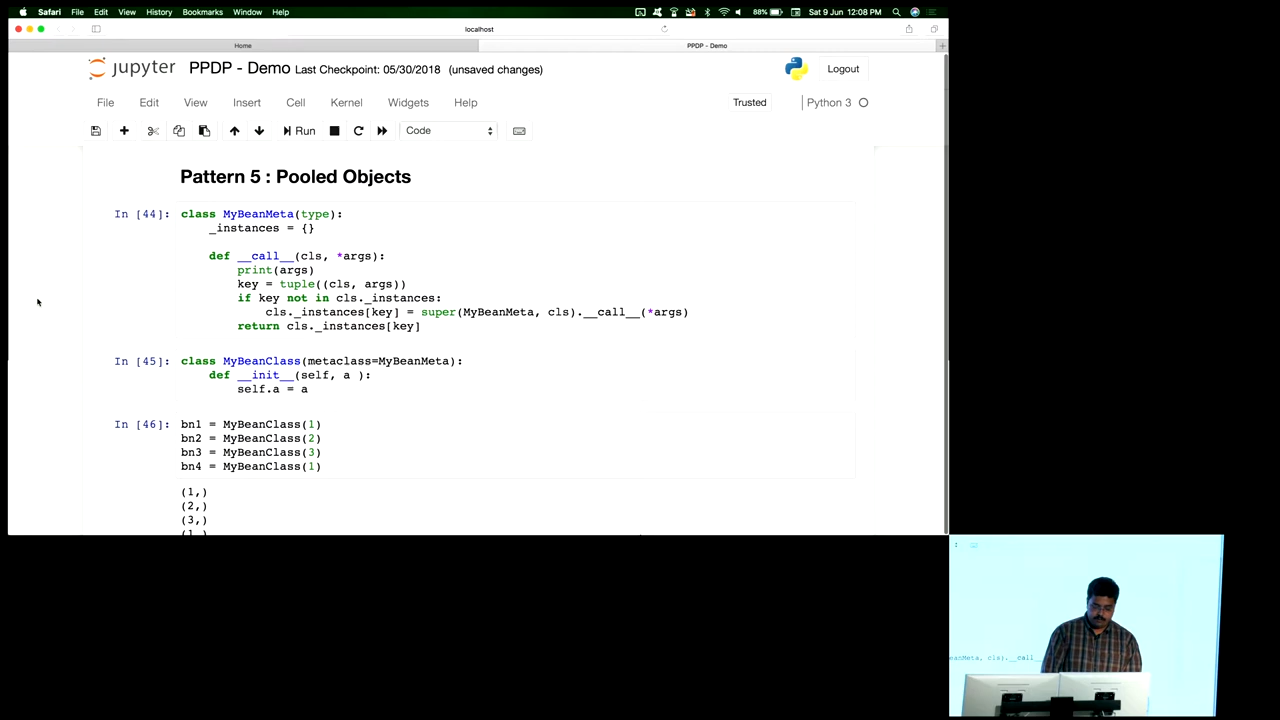 Safari File Edit View History Bookmarks Window Help 88% Sat 9 Jun 12:08 PM
localhost
Home PPDP - Demo
jupyter PPDP - Demo Last Checkpoint: 05/30/2018 (unsaved changes) Logout
File Edit View Insert Cell Kernel Widgets Help Trusted Python 3
Run Code
Pattern 5 : Pooled Objects
In [44]: class MyBeanMeta(type):
_instances = {}
def __call__(cls, *args):
print(args)
key = tuple((cls, args))
if key not in cls._instances:
cls._instances[key] = super(MyBeanMeta, cls).__call__(*args)
return cls._instances[key]
In [45]: class MyBeanClass(metaclass=MyBeanMeta):
def __init__(self, a ):
self.a = a
In [46]: bn1 = MyBeanClass(1)
bn2 = MyBeanClass(2)
bn3 = MyBeanClass(3)
bn4 = MyBeanClass(1)
(1,)
(2,)
(3,)
eanMeta, cls).__call__